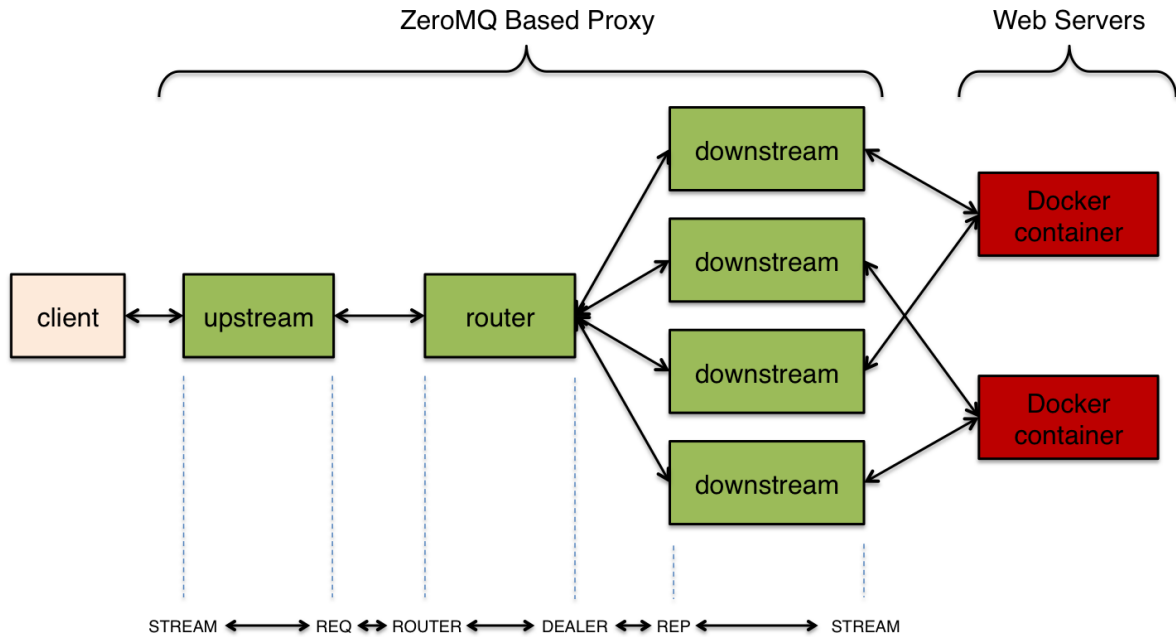 ZeroMQ Based Proxy
Web Servers
downstream
Docker
container
downstream
client
upstream
router
downstream
Docker
container
downstream
STREAM
REQ
ROUTER
DEALER
REP
STREAM